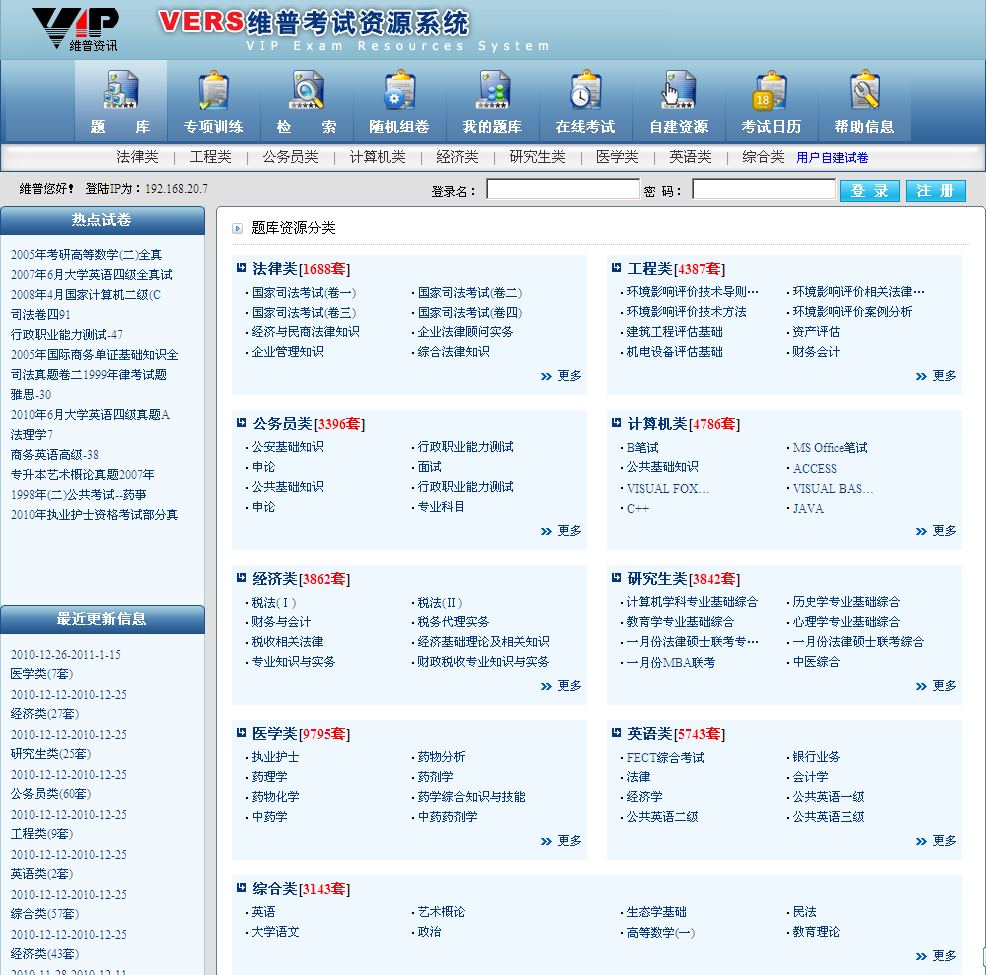 VIP 维普资讯
VERS维普考试资源系统
VIP Exam Resources System
题 库 专项训练 检 索 随机组卷 我的题库 在线考试 自建资源 考试日历 帮助信息
法律类 | 工程类 | 公务员类 | 计算机类 | 经济类 | 研究生类 | 医学类 | 英语类 | 综合类 用户自建试卷
维普您好! 登陆IP为:192.168.20.7 登录名: 密 码: 登 录 注 册
热点试卷
2005年考研高等数学(二)全真
2007年6月大学英语四级全真试
2008年4月国家计算机二级(C
司法卷四91
行政职业能力测试-47
2005年国际商务单证基础知识全
司法真题卷二1999年律考试题
雅思-30
2010年6月大学英语四级真题A
法理学7
商务英语高级-38
专升本艺术概论真题2007年
1998年(二)公共考试--药事
2010年执业护士资格考试部分真
最近更新信息
2010-12-26-2011-1-15
医学类(7套)
2010-12-12-2010-12-25
经济类(27套)
2010-12-12-2010-12-25
研究生类(25套)
2010-12-12-2010-12-25
公务员类(60套)
2010-12-12-2010-12-25
工程类(9套)
2010-12-12-2010-12-25
英语类(2套)
2010-12-12-2010-12-25
综合类(57套)
2010-12-12-2010-12-25
经济类(43套)
2010-11-28-2010-12-11
题库资源分类
法律类[1688套]
·国家司法考试(卷一) ·国家司法考试(卷二)
·国家司法考试(卷三) ·国家司法考试(卷四)
·经济与民商法律知识 ·企业法律顾问实务
·企业管理知识 ·综合法律知识
更多
工程类[4387套]
·环境影响评价技术导则… ·环境影响评价相关法律…
·环境影响评价技术方法 ·环境影响评价案例分析
·建筑工程评估基础 ·资产评估
·机电设备评估基础 ·财务会计
更多
公务员类[3396套]
·公安基础知识 ·行政职业能力测试
·申论 ·面试
·公共基础知识 ·行政职业能力测试
·申论 ·专业科目
更多
计算机类[4786套]
·B笔试 ·MS Office笔试
·公共基础知识 ·ACCESS
·VISUAL FOX... ·VISUAL BAS...
·C++ ·JAVA
更多
经济类[3862套]
·税法(Ⅰ) ·税法(Ⅱ)
·财务与会计 ·税务代理实务
·税收相关法律 ·经济基础理论及相关知识
·专业知识与实务 ·财政税收专业知识与实务
更多
研究生类[3842套]
·计算机学科专业基础综合 ·历史学专业基础综合
·教育学专业基础综合 ·心理学专业基础综合
·一月份法律硕士联考专… ·一月份法律硕士联考综合
·一月份MBA联考 ·中医综合
更多
医学类[9795套]
·执业护士 ·药物分析
·药理学 ·药剂学
·药物化学 ·药学综合知识与技能
·中药学 ·中药药剂学
更多
英语类[5743套]
·FECT综合考试 ·银行业务
·法律 ·会计学
·经济学 ·公共英语一级
·公共英语二级 ·公共英语三级
更多
综合类[3143套]
·英语 ·艺术概论 ·生态学基础 ·民法
·大学语文 ·政治 ·高等数学(一) ·教育理论
更多